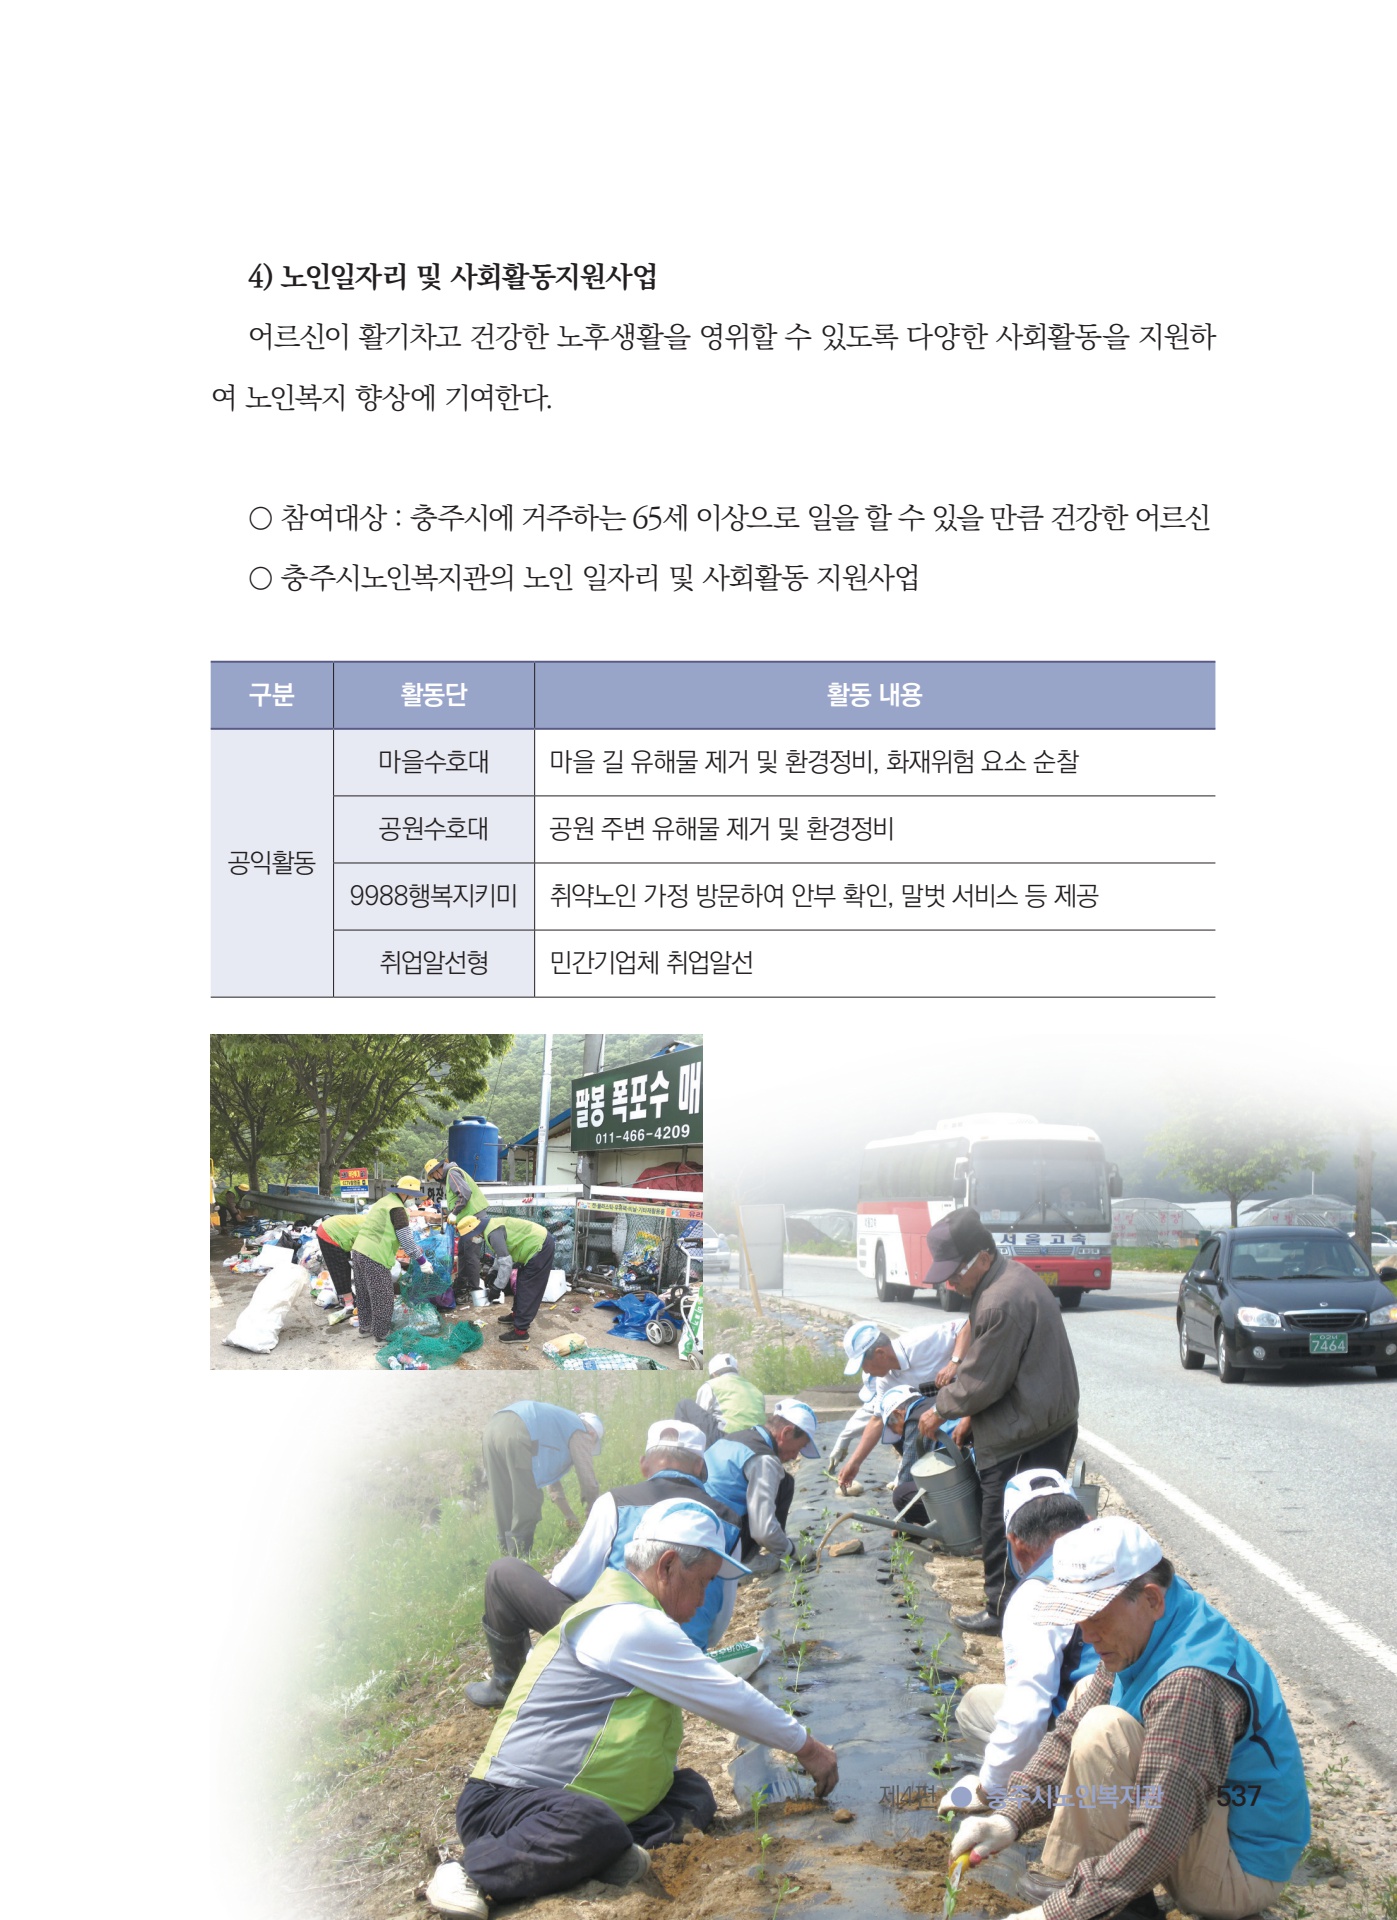 4) 노인일자리 및 사회활동지원사업
어르신이 활기차고 건강한 노후생활을 영위할 수 있도록 다양한 사회활동을 지원하
여 노인복지 향상에 기여한다.
○ 참여대상 : 충주시에 거주하는 65세 이상으로 일을 할 수 있을 만큼 건강한 어르신
○ 충주시노인복지관의 노인 일자리 및 사회활동 지원사업
구분 활동단 활동 내용
공익활동
마을수호대 마을 길 유해물 제거 및 환경정비, 화재위험 요소 순찰
공원수호대 공원 주변 유해물 제거 및 환경정비
9988행복지키미 취약노인 가정 방문하여 안부 확인, 말벗 서비스 등 제공
취업알선형 민간기업체 취업알선
팔봉 폭포수 매
011-466-4209
서울고속
7464
제4편 ● 충주시노인복지관 537